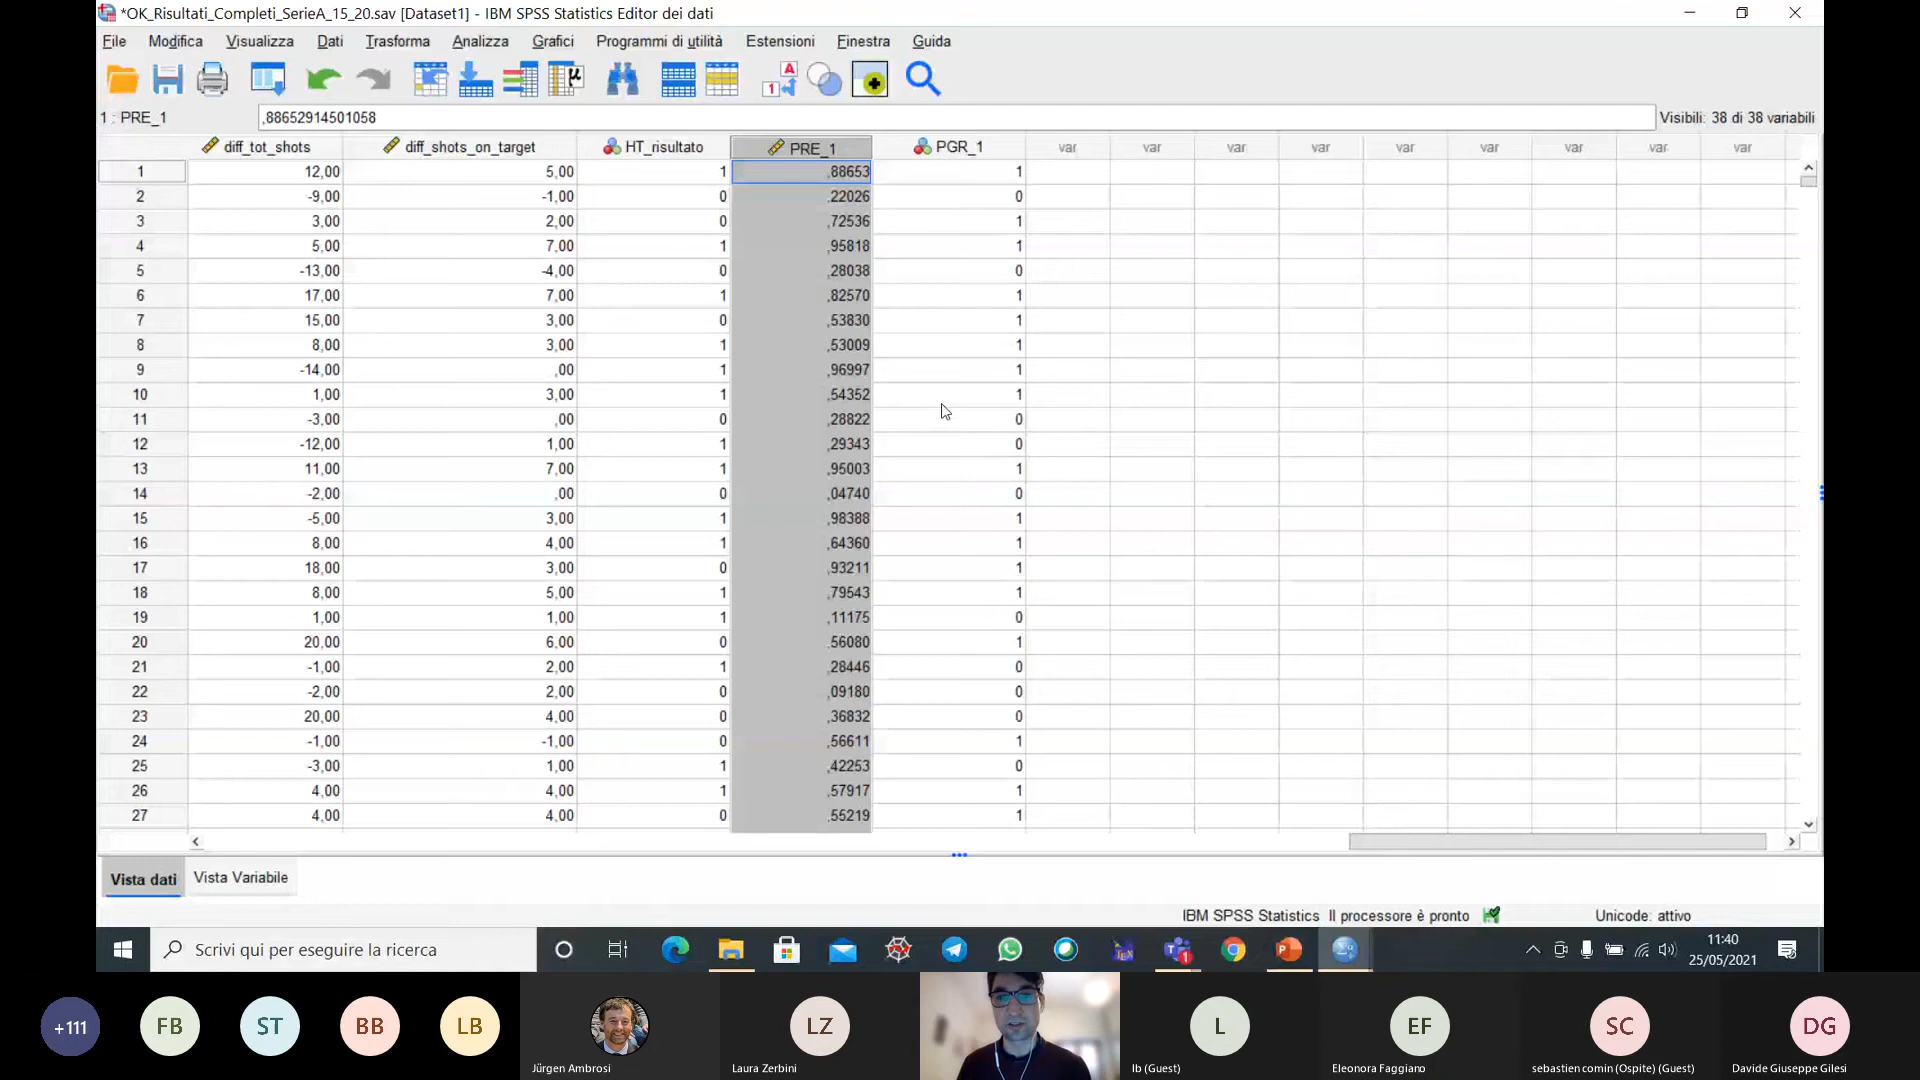 *OK_Risultati_Completi_SerieA_15_20.sav [Dataset1] - IBM SPSS Statistics Editor dei dati
File Modifica Visualizza Dati Trasforma Analizza Grafici Programmi di utilità Estensioni Finestra Guida
1 : PRE_1 ,88652914501058 Visibili: 38 di 38 variabili
diff_tot_shots diff_shots_on_target HT_risultato PRE_1 PGR_1 var var var var var var var var var
1 12,00 5,00 1 ,88653 1
2 -9,00 -1,00 0 ,22026 0
3 3,00 2,00 0 ,72536 1
4 5,00 7,00 1 ,95818 1
5 -13,00 -4,00 0 ,28038 0
6 17,00 7,00 1 ,82570 1
7 15,00 3,00 0 ,53830 1
8 8,00 3,00 1 ,53009 1
9 -14,00 ,00 1 ,96997 1
10 1,00 3,00 1 ,54352 1
11 -3,00 ,00 0 ,28822 0
12 -12,00 1,00 1 ,29343 0
13 11,00 7,00 1 ,95003 1
14 -2,00 ,00 0 ,04740 0
15 -5,00 3,00 1 ,98388 1
16 8,00 4,00 1 ,64360 1
17 18,00 3,00 0 ,93211 1
18 8,00 5,00 1 ,79543 1
19 1,00 1,00 1 ,11175 0
20 20,00 6,00 0 ,56080 1
21 -1,00 2,00 1 ,28446 0
22 -2,00 2,00 0 ,09180 0
23 20,00 4,00 0 ,36832 0
24 -1,00 -1,00 0 ,56611 1
25 -3,00 1,00 1 ,42253 0
26 4,00 4,00 1 ,57917 1
27 4,00 4,00 0 ,55219 1
Vista dati Vista Variabile
IBM SPSS Statistics Il processore è pronto Unicode: attivo
Scrivi qui per eseguire la ricerca
11:40
25/05/2021
+111 FB ST BB LB LZ L EF SC DG
Jürgen Ambrosi Laura Zerbini lb (Guest) Eleonora Faggiano sebastien comin (Ospite) (Guest) Davide Giuseppe Gilesi